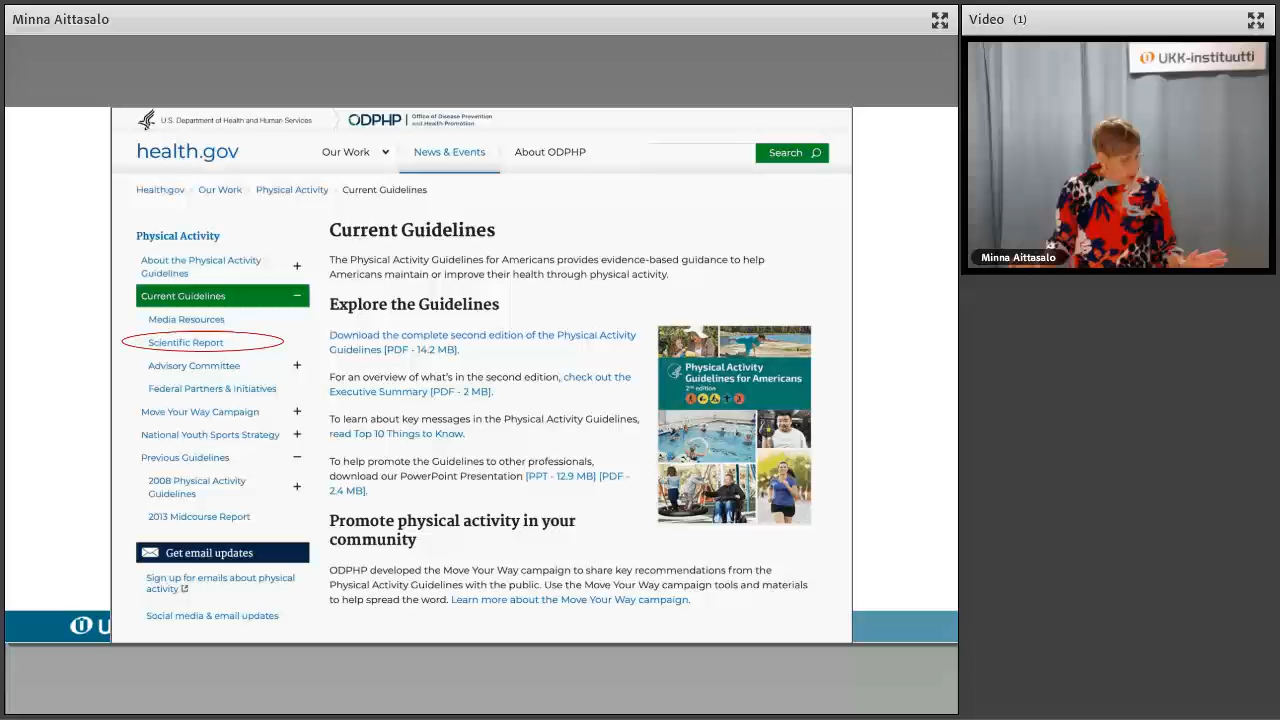 Minna Aittasalo
Video (1)
UKK-instituutti
Minna Aittasalo
U.S. Department of Health and Human Services
ODPHP
Office of Disease Prevention
and Health Promotion
health.gov
Our Work
News & Events
About ODPHP
Search
Health.gov Our Work Physical Activity Current Guidelines
Physical Activity
About the Physical Activity
Guidelines
+
Current Guidelines
−
Media Resources
Scientific Report
Advisory Committee
+
Federal Partners & Initiatives
Move Your Way Campaign
+
National Youth Sports Strategy
+
Previous Guidelines
−
2008 Physical Activity
Guidelines
+
2013 Midcourse Report
Get email updates
Sign up for emails about physical
activity
Social media & email updates
Current Guidelines
The Physical Activity Guidelines for Americans provides evidence-based guidance to help
Americans maintain or improve their health through physical activity.
Explore the Guidelines
Download the complete second edition of the Physical Activity
Guidelines [PDF - 14.2 MB].
For an overview of what's in the second edition, check out the
Executive Summary [PDF - 2 MB].
To learn about key messages in the Physical Activity Guidelines,
read Top 10 Things to Know.
To help promote the Guidelines to other professionals,
download our PowerPoint Presentation [PPT - 12.9 MB] [PDF -
2.4 MB].
Physical Activity
Guidelines for Americans
2nd edition
Promote physical activity in your
community
ODPHP developed the Move Your Way campaign to share key recommendations from the
Physical Activity Guidelines with the public. Use the Move Your Way campaign tools and materials
to help spread the word. Learn more about the Move Your Way campaign.
U